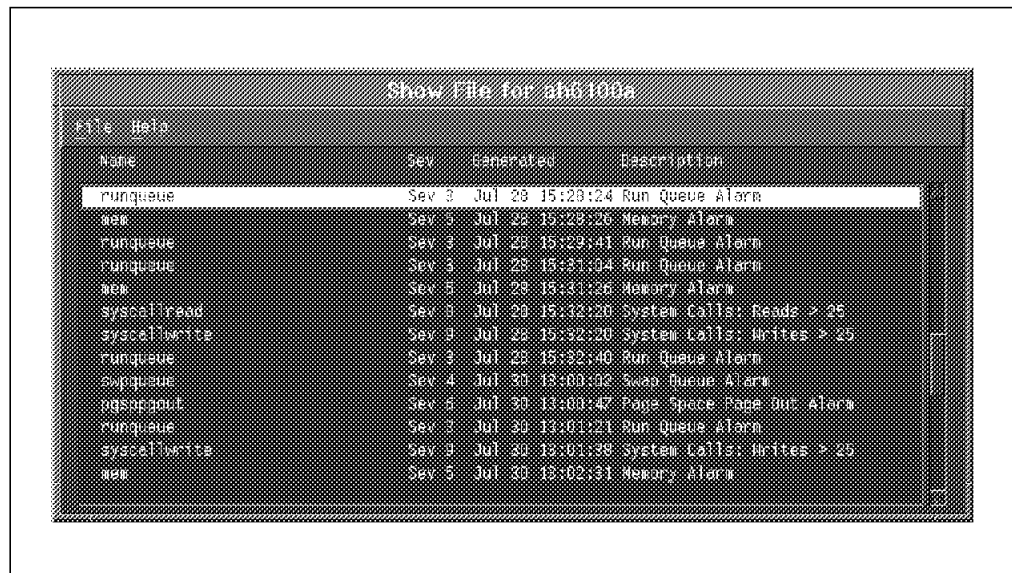 Show File for ah6100a
File Help
Name Sev Generated Description
runqueue Sev 3 Jul 28 15:28:24 Run Queue Alarm
mem Sev 5 Jul 28 15:28:26 Memory Alarm
runqueue Sev 3 Jul 28 15:29:41 Run Queue Alarm
runqueue Sev 3 Jul 28 15:31:04 Run Queue Alarm
mem Sev 5 Jul 28 15:31:26 Memory Alarm
syscallread Sev Jul 28 15:32:20 System Calls: Reads > 25
syscallwrite Sev Jul 28 15:32:20 System Calls: Writes > 25
runqueue Sev 3 Jul 28 15:32:40 Run Queue Alarm
swpqueue Sev 4 Jul 30 13:00:02 Swap Queue Alarm
pgspgout Sev 6 Jul 30 13:00:47 Page Space Page Out Alarm
runqueue Sev 3 Jul 30 13:01:21 Run Queue Alarm
syscallwrite Sev Jul 30 13:01:38 System Calls: Writes > 25
mem Sev 5 Jul 30 13:02:31 Memory Alarm